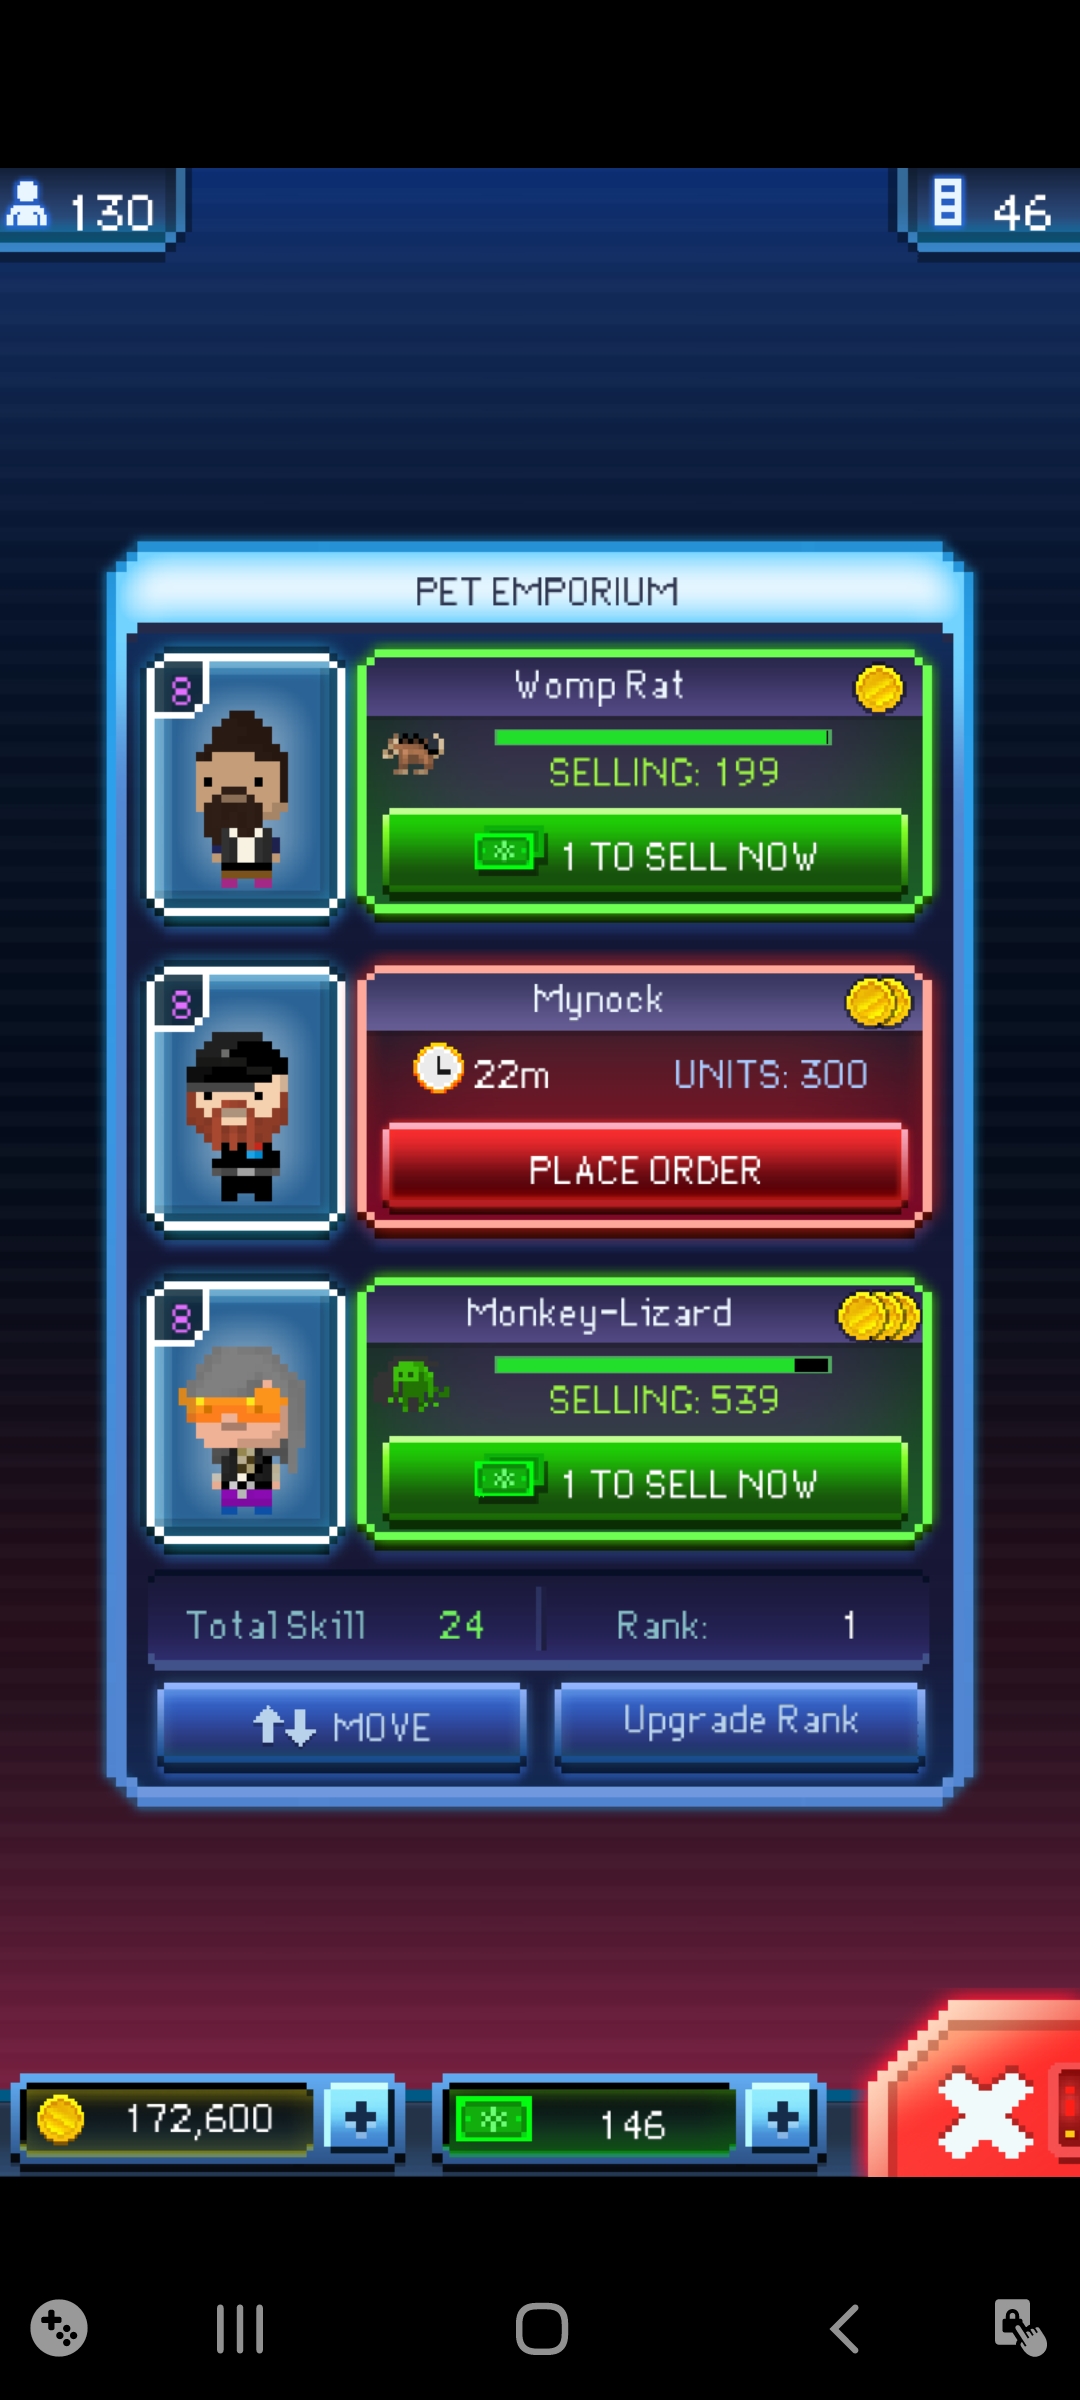 130
46
PET EMPORIUM
8
Womp Rat
SELLING: 199
1 TO SELL NOW
8
Mynock
22m
UNITS: 300
PLACE ORDER
8
Monkey-Lizard
SELLING: 539
1 TO SELL NOW
Total Skill 24
Rank: 1
MOVE
Upgrade Rank
172,600
146